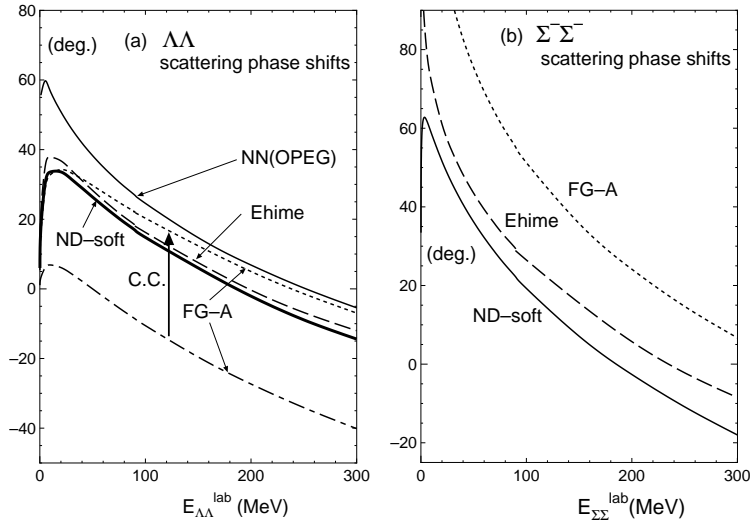 (a) ΛΛ
(deg.)
scattering phase shifts
NN(OPEG)
Ehime
ND–soft
C.C.
FG–A
60
40
20
0
–20
–40
0 100 200 300
E_ΛΛ^lab (MeV)
(b) Σ⁻Σ⁻
scattering phase shifts
FG–A
Ehime
(deg.)
ND–soft
80
60
40
20
0
–20
0 100 200 300
E_ΣΣ^lab (MeV)